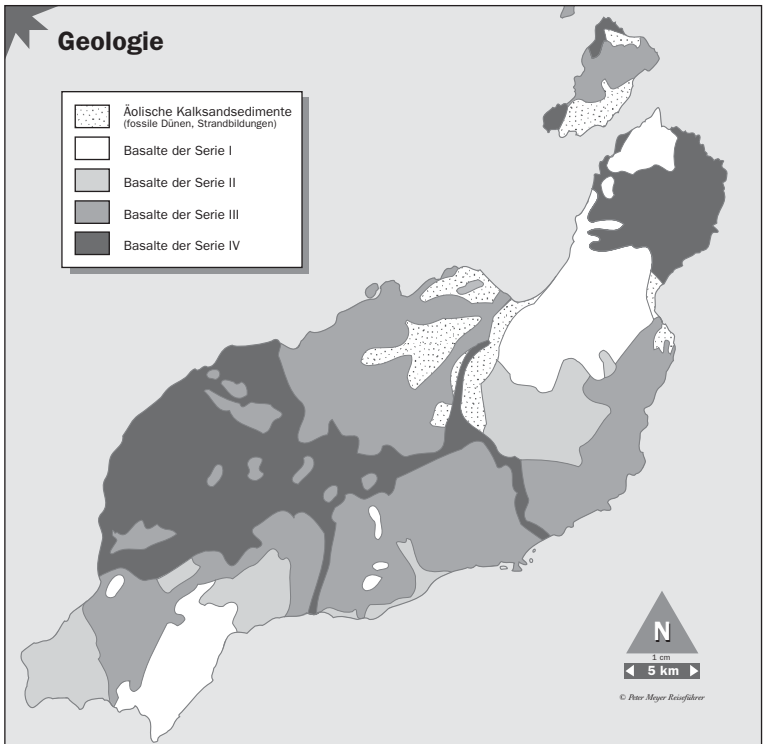 Geologie
Äolische Kalksandsedimente
(fossile Dünen, Strandbildungen)
Basalte der Serie I
Basalte der Serie II
Basalte der Serie III
Basalte der Serie IV
N
1 cm
5 km
© Peter Meyer Reiseführer